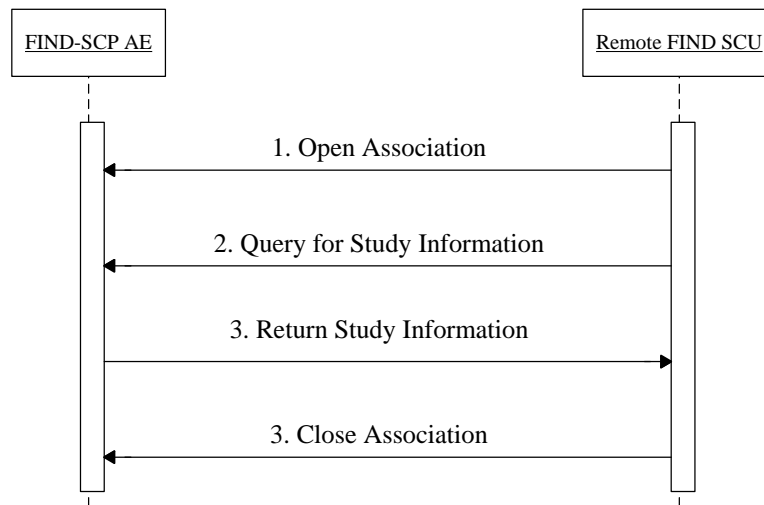 FIND-SCP AE
Remote FIND SCU
1. Open Association
2. Query for Study Information
3. Return Study Information
3. Close Association